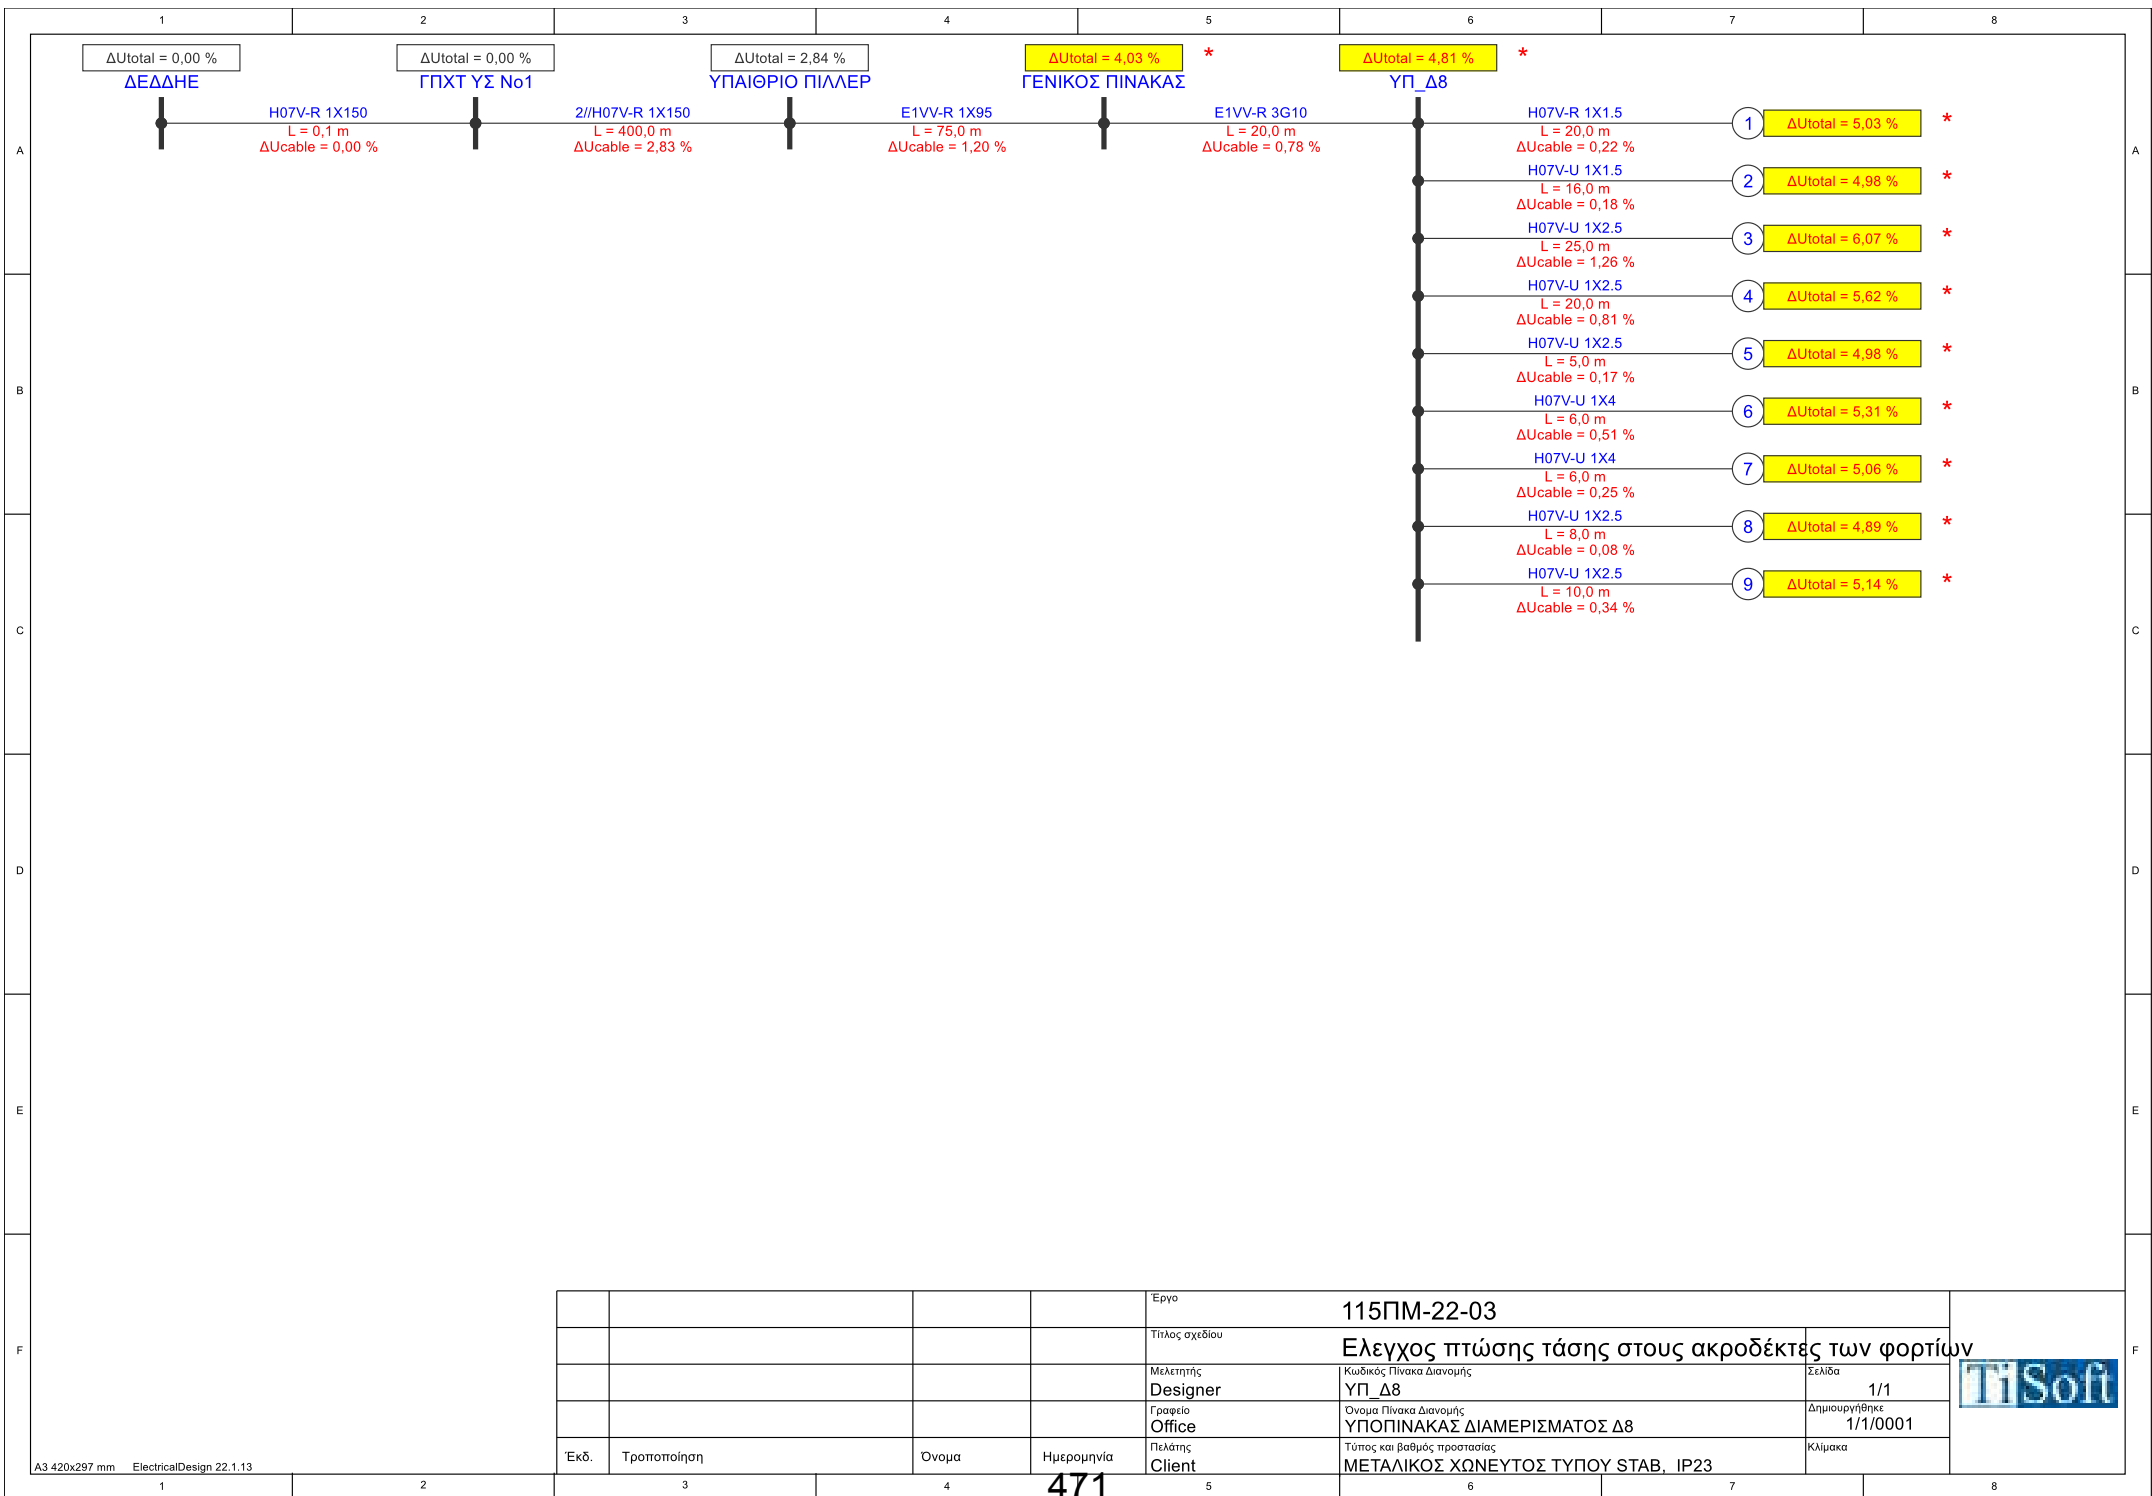 1 2 3 4 5 6 7 8
ΔUtotal = 0,00 % ΔUtotal = 0,00 % ΔUtotal = 2,84 % ΔUtotal = 4,03 % * ΔUtotal = 4,81 % *
ΔΕΔΔΗΕ ΓΠΧΤ ΥΣ Νο1 ΥΠΑΙΘΡΙΟ ΠΙΛΛΕΡ ΓΕΝΙΚΟΣ ΠΙΝΑΚΑΣ ΥΠ_Δ8
H07V-R 1X150 2//H07V-R 1X150 E1VV-R 1X95 E1VV-R 3G10 H07V-R 1X1.5
1 ΔUtotal = 5,03 % *
L = 0,1 m L = 400,0 m L = 75,0 m L = 20,0 m L = 20,0 m
ΔUcable = 0,00 % ΔUcable = 2,83 % ΔUcable = 1,20 % ΔUcable = 0,78 % ΔUcable = 0,22 %
A A
H07V-U 1X1.5
2 ΔUtotal = 4,98 % *
L = 16,0 m
ΔUcable = 0,18 %
H07V-U 1X2.5
3 ΔUtotal = 6,07 % *
L = 25,0 m
ΔUcable = 1,26 %
H07V-U 1X2.5
4 ΔUtotal = 5,62 % *
L = 20,0 m
ΔUcable = 0,81 %
H07V-U 1X2.5
5 ΔUtotal = 4,98 % *
L = 5,0 m
ΔUcable = 0,17 %
B B
H07V-U 1X4
6 ΔUtotal = 5,31 % *
L = 6,0 m
ΔUcable = 0,51 %
H07V-U 1X4
7 ΔUtotal = 5,06 % *
L = 6,0 m
ΔUcable = 0,25 %
H07V-U 1X2.5
8 ΔUtotal = 4,89 % *
L = 8,0 m
ΔUcable = 0,08 %
H07V-U 1X2.5
9 ΔUtotal = 5,14 % *
L = 10,0 m
ΔUcable = 0,34 %
C C
D D
E E
F F
Έργο
115ΠΜ-22-03
Τίτλος σχεδίου
Ελεγχος πτώσης τάσης στους ακροδέκτες των φορτίων
Μελετητής Κωδικός Πίνακα Διανομής Σελίδα
Designer ΥΠ_Δ8 1/1
Γραφείο Όνομα Πίνακα Διανομής Δημιουργήθηκε
Office ΥΠΟΠΙΝΑΚΑΣ ΔΙΑΜΕΡΙΣΜΑΤΟΣ Δ8 1/1/0001
Πελάτης Τύπος και βαθμός προστασίας Κλίμακα
Client ΜΕΤΑΛΙΚΟΣ ΧΩΝΕΥΤΟΣ ΤΥΠΟΥ STAB, IP23
TiSoft
Έκδ. Τροποποίηση Όνομα Ημερομηνία
A3 420x297 mm ElectricalDesign 22.1.13
471
1 2 3 4 5 6 7 8